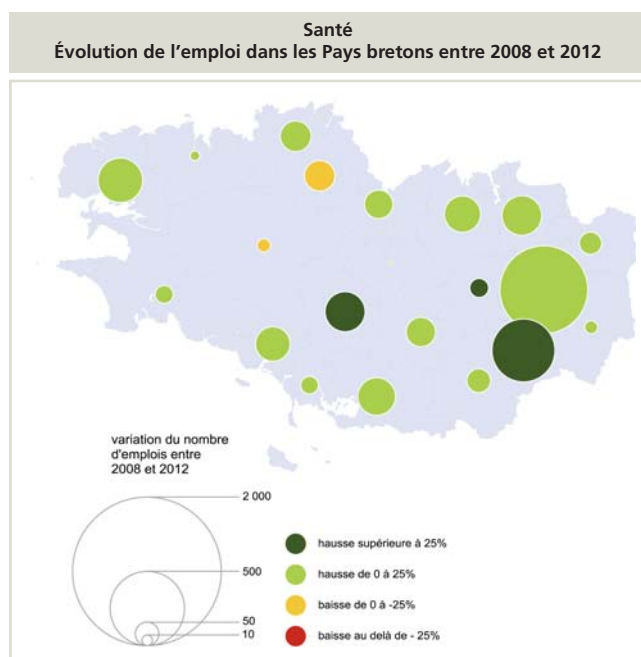 Santé
Évolution de l’emploi dans les Pays bretons entre 2008 et 2012
variation du nombre
d'emplois entre
2008 et 2012
2 000
500
50
10
hausse supérieure à 25%
hausse de 0 à 25%
baisse de 0 à -25%
baisse au delà de - 25%